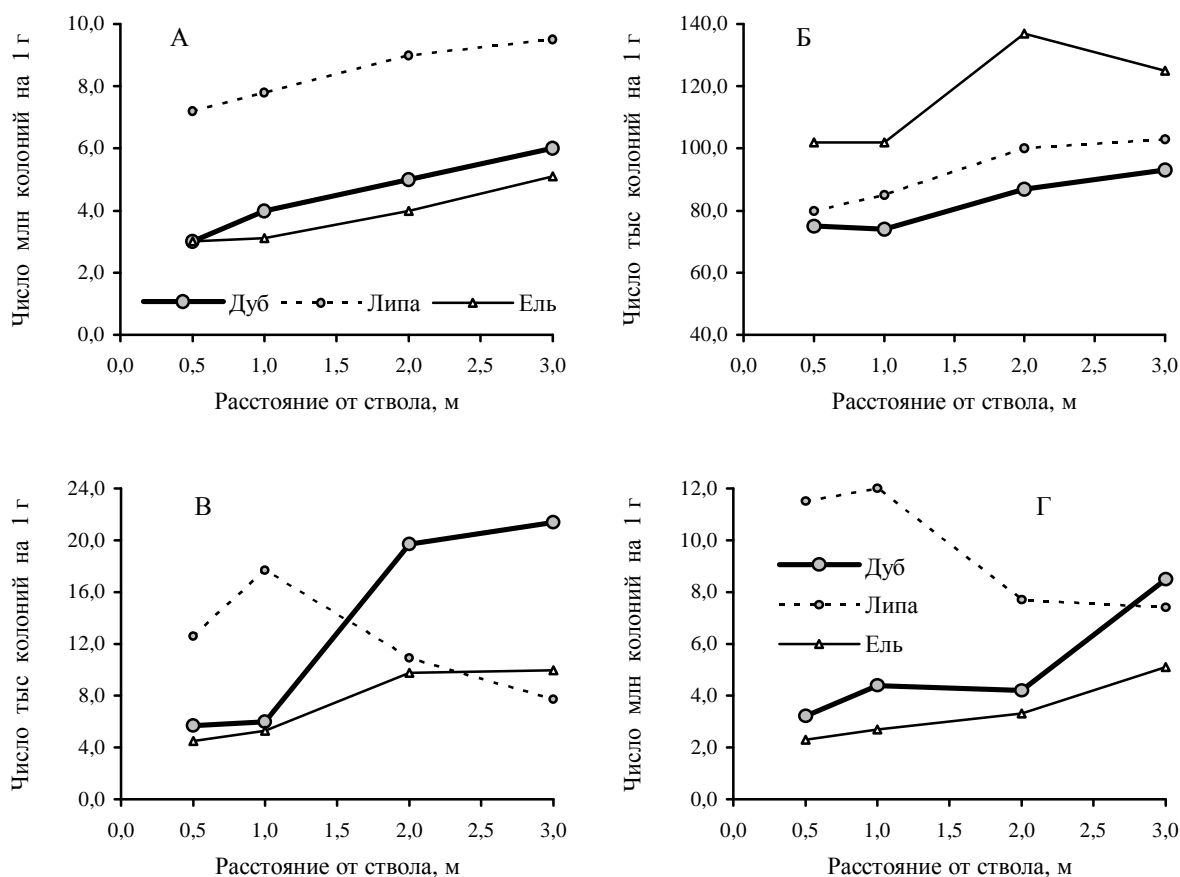 А
Число млн колоний на 1 г
10,0
8,0
6,0
4,0
2,0
0,0
Дуб Липа Ель
0,0 0,5 1,0 1,5 2,0 2,5 3,0
Расстояние от ствола, м
Б
Число тыс колоний на 1 г
140,0
120,0
100,0
80,0
60,0
40,0
0,0 0,5 1,0 1,5 2,0 2,5 3,0
Расстояние от ствола, м
В
Число тыс колоний на 1 г
24,0
20,0
16,0
12,0
8,0
4,0
0,0
0,0 0,5 1,0 1,5 2,0 2,5 3,0
Расстояние от ствола, м
Г
Число млн колоний на 1 г
12,0
10,0
8,0
6,0
4,0
2,0
0,0
Дуб
Липа
Ель
0,0 0,5 1,0 1,5 2,0 2,5 3,0
Расстояние от ствола, м